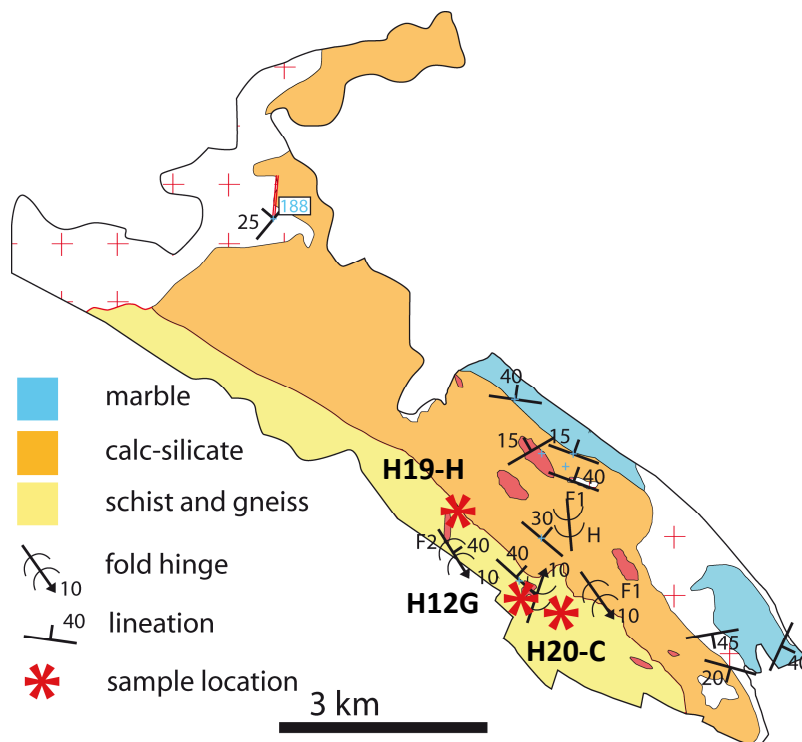 188
25
40
15
15
40
F1
H
30
H19-H
F2
40
10
40
10
H12G
H20-C
F1
10
45
20
40
marble
calc-silicate
schist and gneiss
fold hinge
10
lineation
40
sample location
3 km